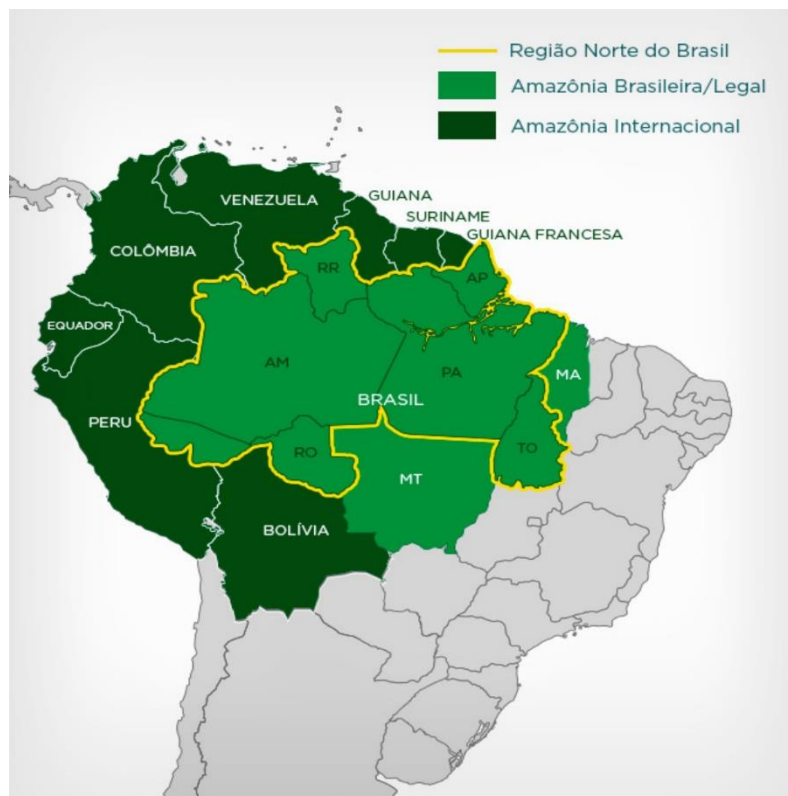 Região Norte do Brasil
Amazônia Brasileira/Legal
Amazônia Internacional
VENEZUELA
GUIANA
SURINAME
GUIANA FRANCESA
COLÔMBIA
RR
AP
EQUADOR
AM
PA
MA
BRASIL
PERU
RO
TO
MT
BOLÍVIA